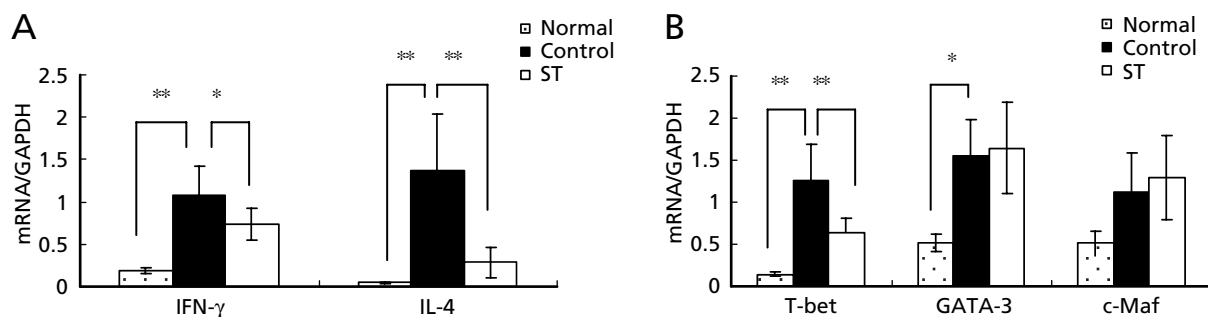 A
Normal
Control
ST
mRNA/GAPDH
2.5
2
1.5
1
0.5
0
** * ** **
IFN-γ IL-4
B
Normal
Control
ST
mRNA/GAPDH
2.5
2
1.5
1
0.5
0
** ** *
T-bet GATA-3 c-Maf